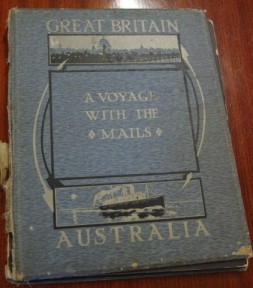 GREAT BRITAIN
A VOYAGE
WITH THE
MAILS
AUSTRALIA